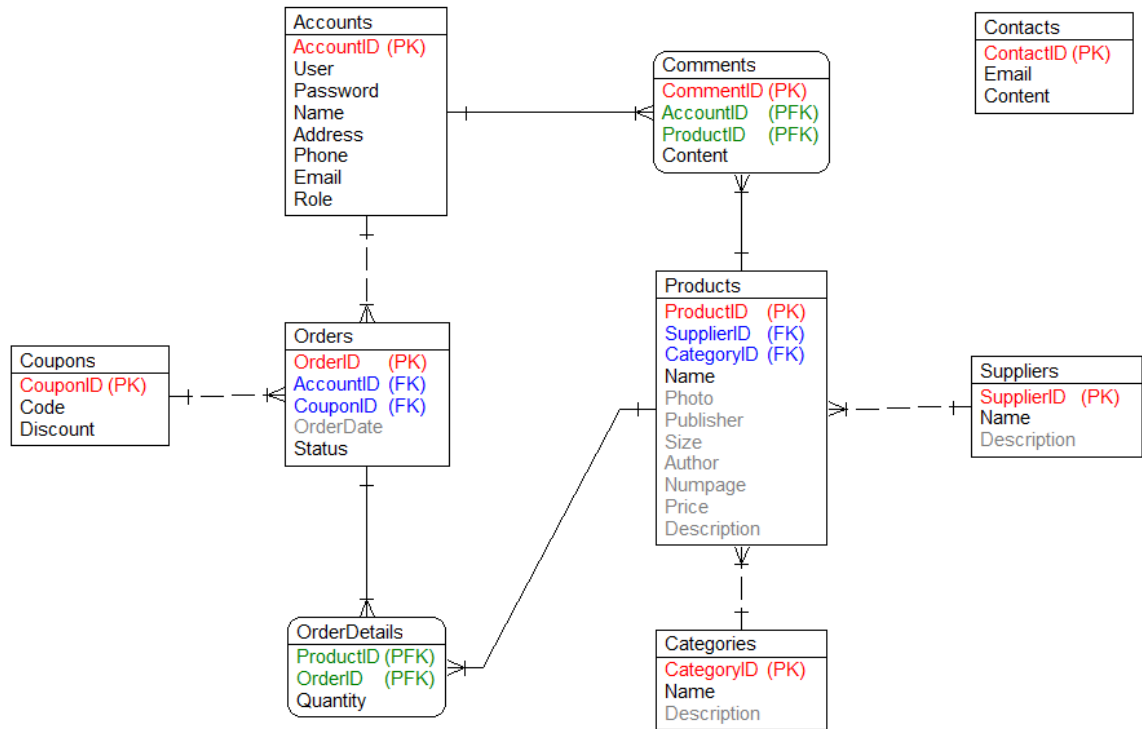 Accounts
AccountID (PK)
User
Password
Name
Address
Phone
Email
Role
Comments
CommentID (PK)
AccountID (PFK)
ProductID (PFK)
Content
Contacts
ContactID (PK)
Email
Content
Coupons
CouponID (PK)
Code
Discount
Orders
OrderID (PK)
AccountID (FK)
CouponID (FK)
OrderDate
Status
Products
ProductID (PK)
SupplierID (FK)
CategoryID (FK)
Name
Photo
Publisher
Size
Author
Numpage
Price
Description
Suppliers
SupplierID (PK)
Name
Description
OrderDetails
ProductID (PFK)
OrderID (PFK)
Quantity
Categories
CategoryID (PK)
Name
Description